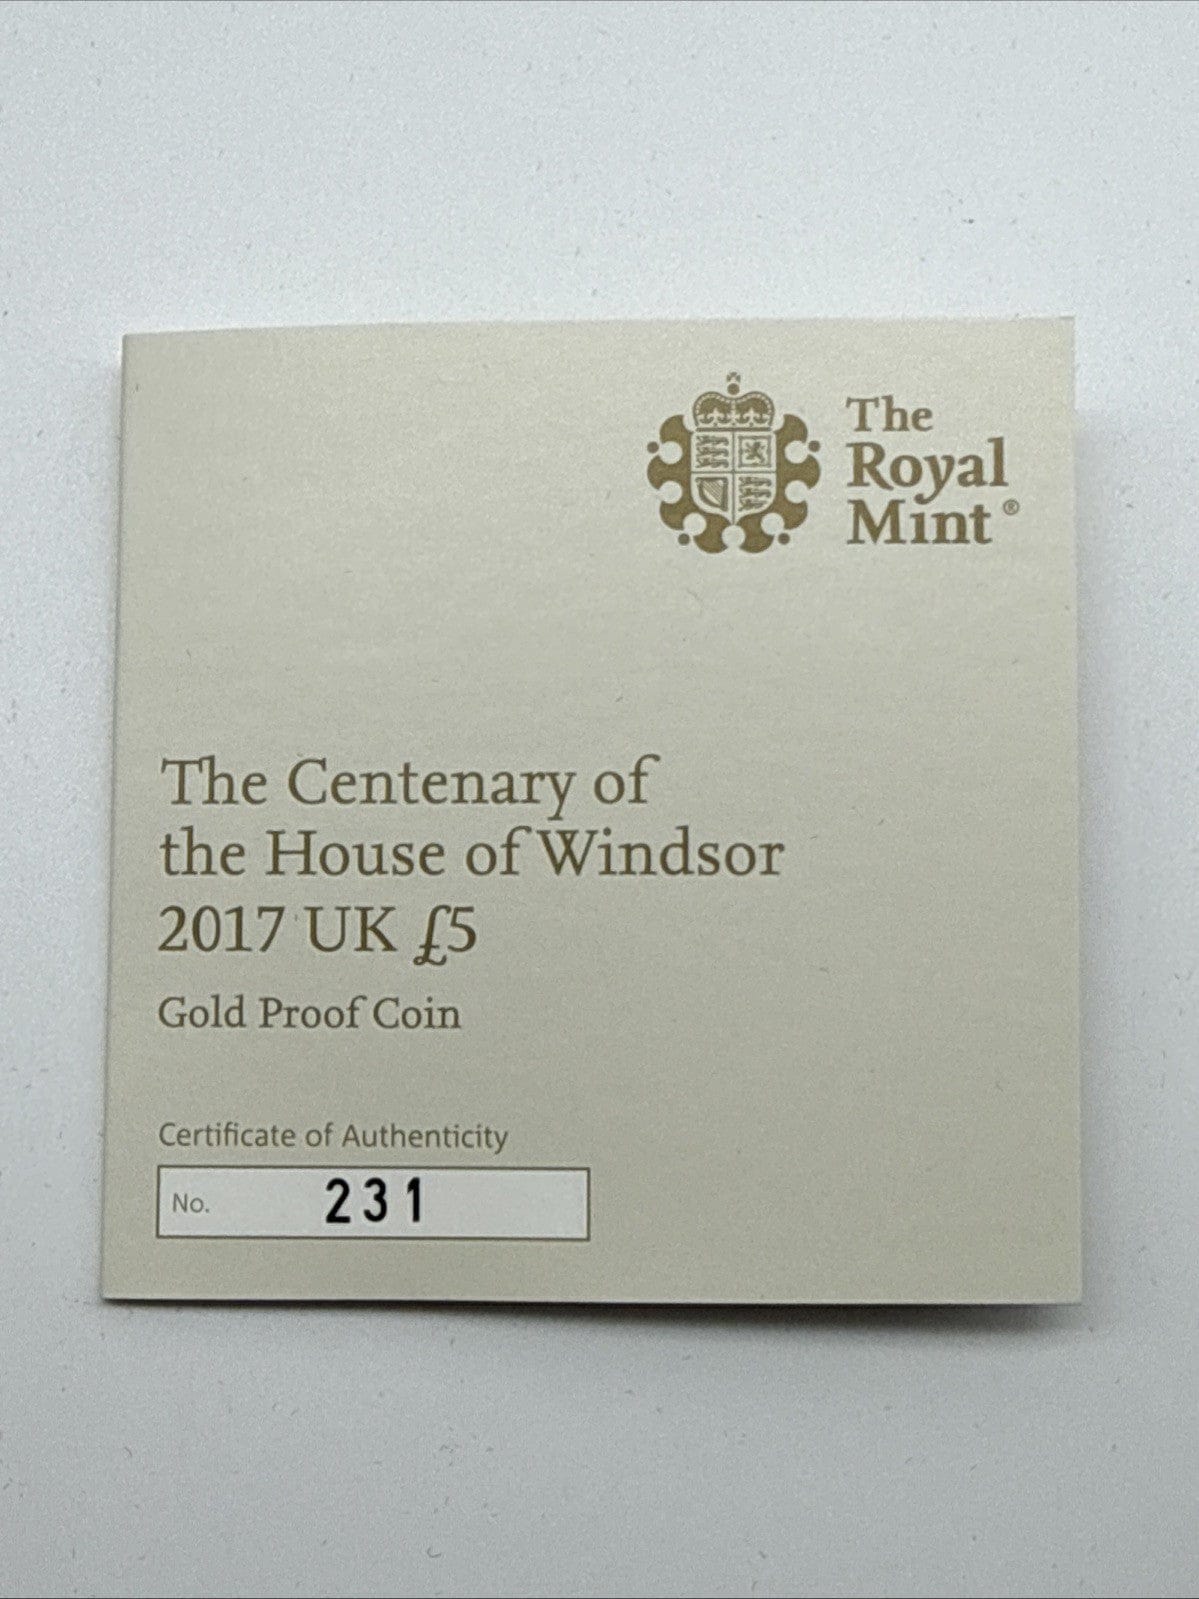 The
Royal
Mint®
The Centenary of
the House of Windsor
2017 UK £5
Gold Proof Coin
Certificate of Authenticity
No. 231